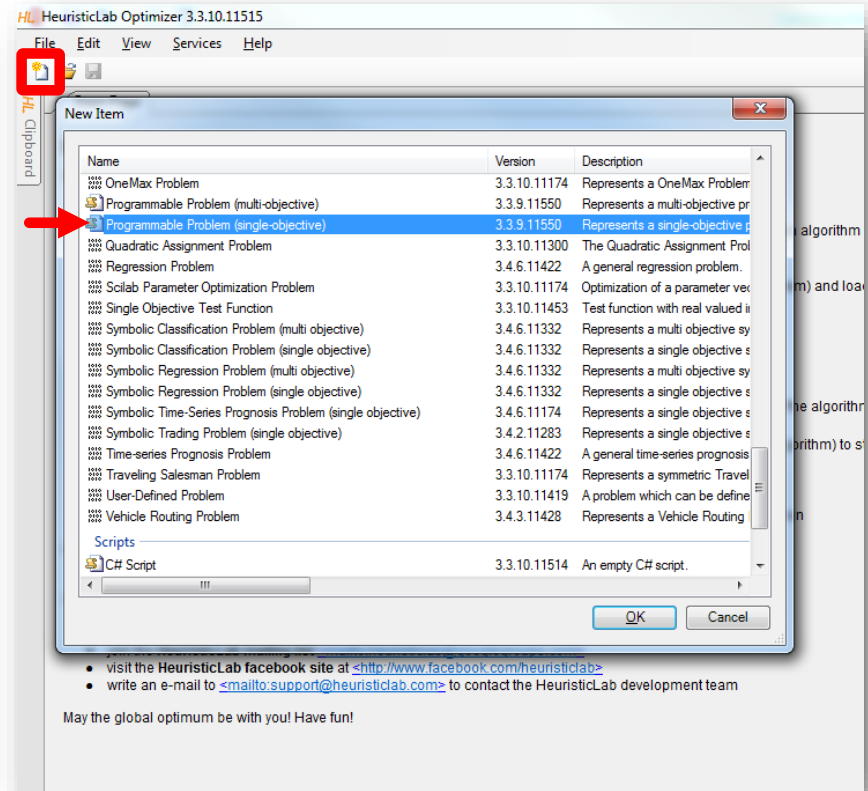 HL HeuristicLab Optimizer 3.3.10.11515
File Edit View Services Help
HL Clipboard
New Item
Name Version Description
OneMax Problem 3.3.10.11174 Represents a OneMax Problem
Programmable Problem (multi-objective) 3.3.9.11550 Represents a multi-objective pr
Programmable Problem (single-objective) 3.3.9.11550 Represents a single-objective p
Quadratic Assignment Problem 3.3.10.11300 The Quadratic Assignment Prol
Regression Problem 3.4.6.11422 A general regression problem.
Scilab Parameter Optimization Problem 3.3.10.11174 Optimization of a parameter vec
Single Objective Test Function 3.3.10.11453 Test function with real valued i
Symbolic Classification Problem (multi objective) 3.4.6.11332 Represents a multi objective sy
Symbolic Classification Problem (single objective) 3.4.6.11332 Represents a single objective s
Symbolic Regression Problem (multi objective) 3.4.6.11332 Represents a multi objective sy
Symbolic Regression Problem (single objective) 3.4.6.11332 Represents a single objective s
Symbolic Time-Series Prognosis Problem (single objective) 3.4.6.11174 Represents a single objective s
Symbolic Trading Problem (single objective) 3.4.2.11283 Represents a single objective s
Time-series Prognosis Problem 3.4.6.11422 A general time-series prognosis
Traveling Salesman Problem 3.3.10.11174 Represents a symmetric Travel
User-Defined Problem 3.3.10.11419 A problem which can be define
Vehicle Routing Problem 3.4.3.11428 Represents a Vehicle Routing
Scripts
C# Script 3.3.10.11514 An empty C# script.
OK Cancel
algorithm
m) and loa
he algorithm
orithm) to s
n
• visit the HeuristicLab facebook site at <http://www.facebook.com/heuristiclab>
• write an e-mail to <mailto:support@heuristiclab.com> to contact the HeuristicLab development team
May the global optimum be with you! Have fun!